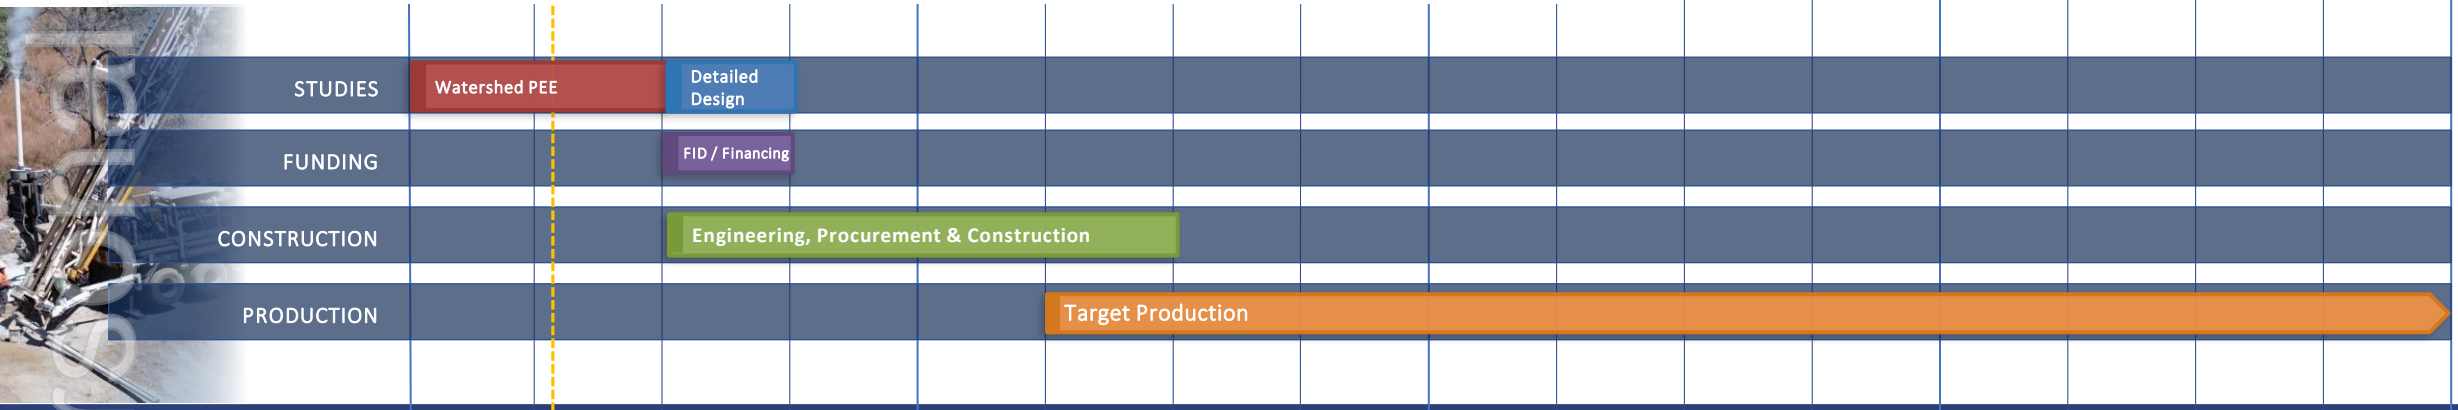 STUDIES
Watershed PEE
Detailed
Design
FUNDING
FID / Financing
CONSTRUCTION
Engineering, Procurement & Construction
PRODUCTION
Target Production